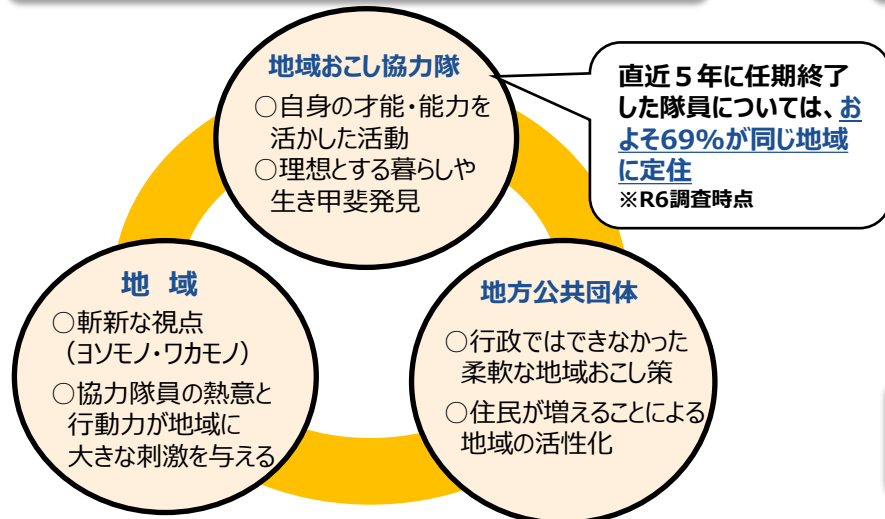 地域おこし協力隊
○自身の才能・能力を
活かした活動
○理想とする暮らしや
生き甲斐発見
直近５年に任期終了
した隊員については、お
よそ69%が同じ地域
に定住
※R6調査時点
地　域
○斬新な視点
（ヨソモノ・ワカモノ）
○協力隊員の熱意と
行動力が地域に
大きな刺激を与える
地方公共団体
○行政ではできなかった
柔軟な地域おこし策
○住民が増えることによる
地域の活性化